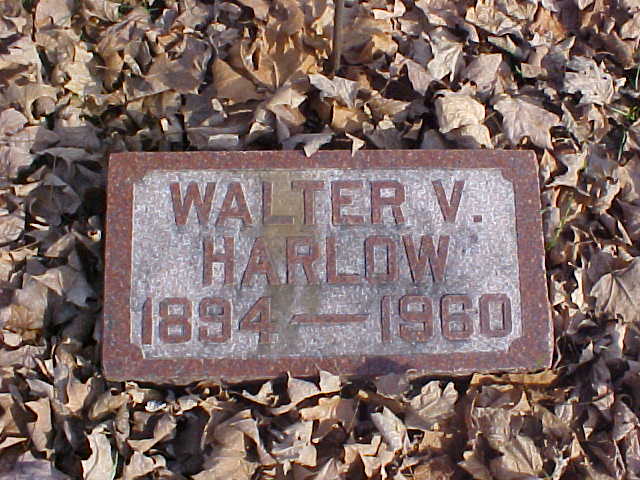 WALTER V.
HARLOW
1894 — 1960